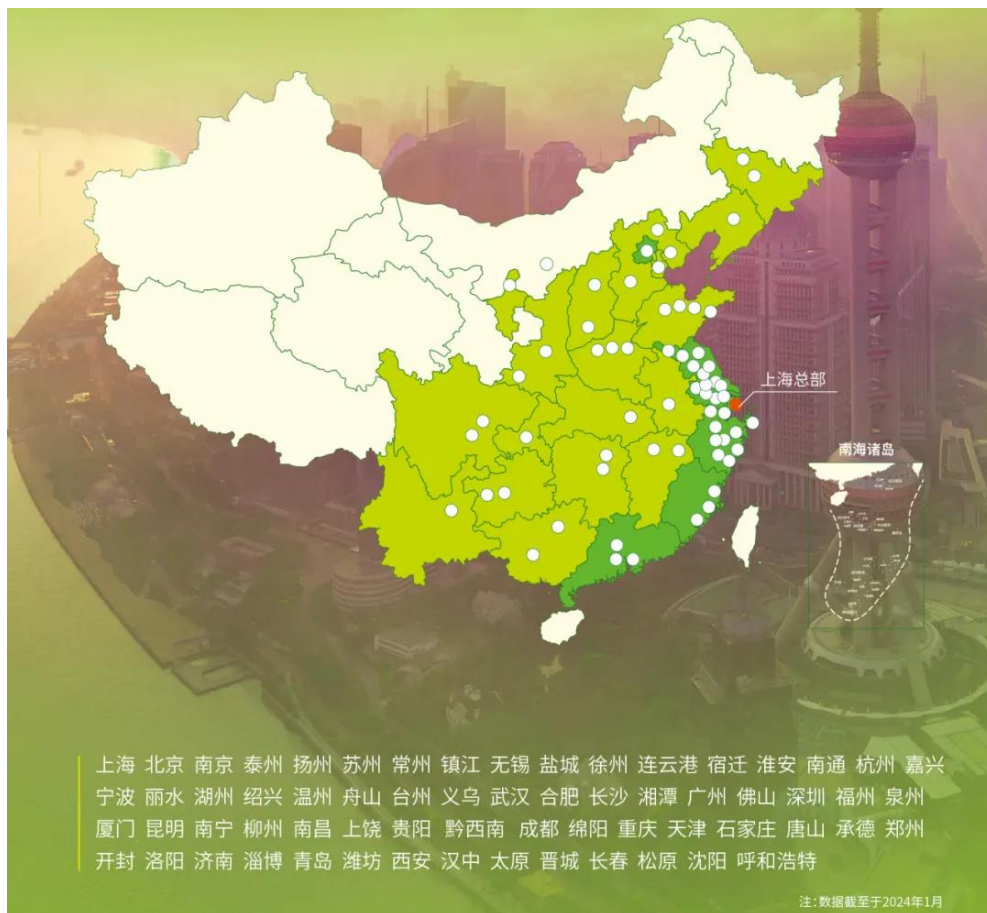 上海总部
南海诸岛
上海 北京 南京 泰州 扬州 苏州 常州 镇江 无锡 盐城 徐州 连云港 宿迁 淮安 南通 杭州 嘉兴
宁波 丽水 湖州 绍兴 温州 舟山 台州 义乌 武汉 合肥 长沙 湘潭 广州 佛山 深圳 福州 泉州
厦门 昆明 南宁 柳州 南昌 上饶 贵阳 黔西南 成都 绵阳 重庆 天津 石家庄 唐山 承德 郑州
开封 洛阳 济南 淄博 青岛 潍坊 西安 汉中 太原 晋城 长春 松原 沈阳 呼和浩特
注:数据截至于2024年1月